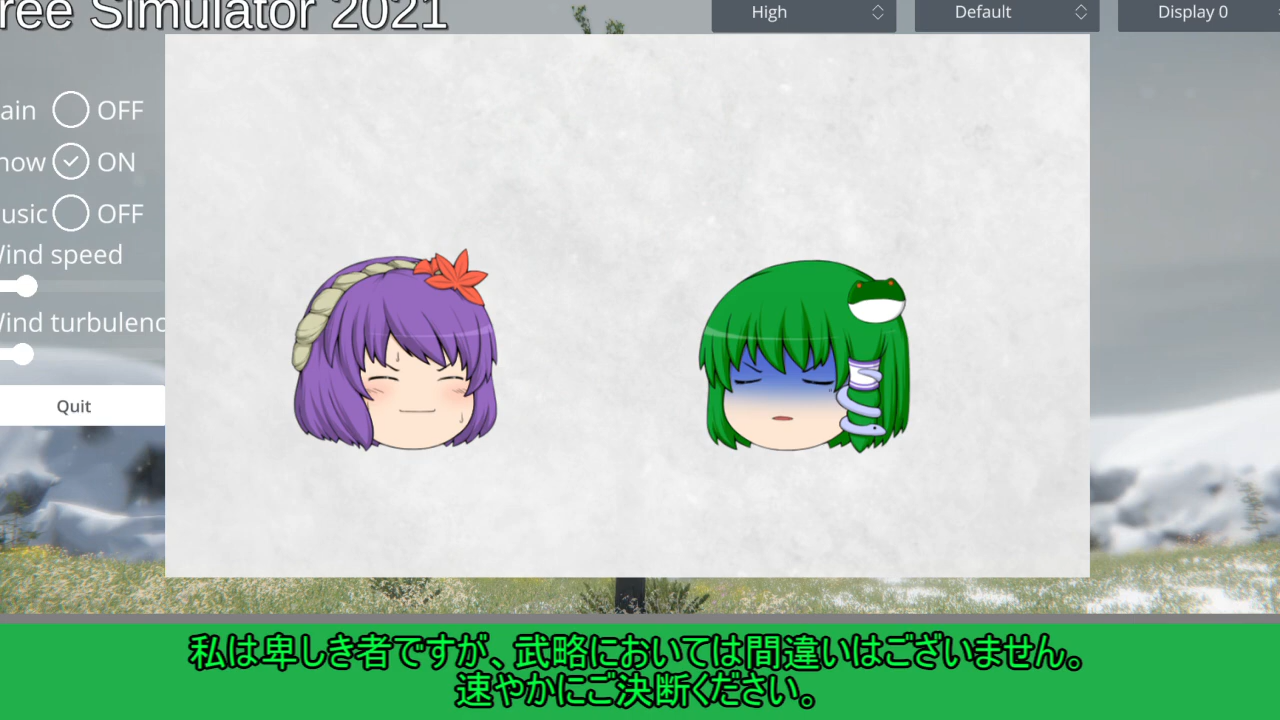 ree Simulator 2021
High
Default
Display 0
ain OFF
now ON
usic OFF
Wind speed
Wind turbulenc
Quit
私は卑しき者ですが、武略においては間違いはございません。
速やかにご決断ください。